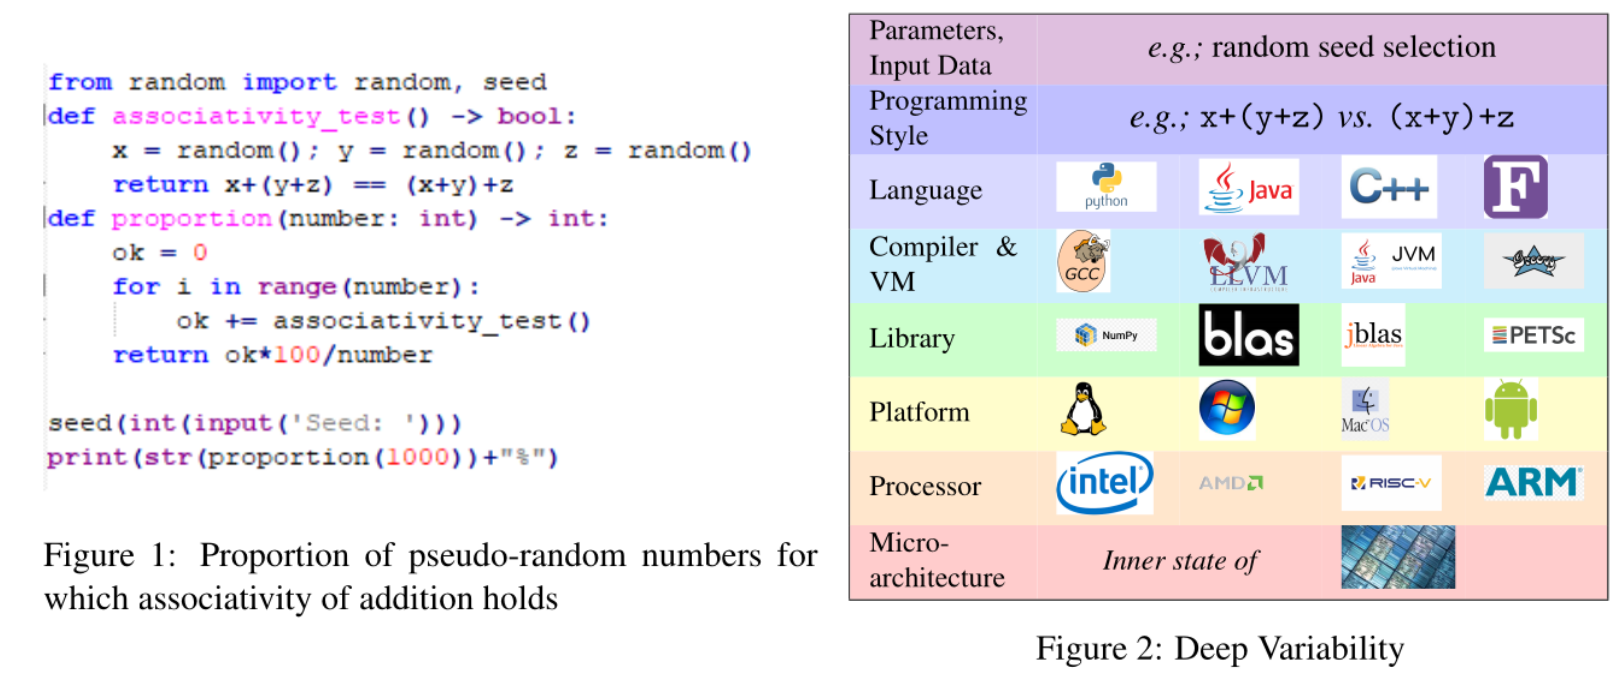 from random import random, seed
def associativity_test() -> bool:
    x = random(); y = random(); z = random()
    return x+(y+z) == (x+y)+z
def proportion(number: int) -> int:
    ok = 0
    for i in range(number):
        ok += associativity_test()
    return ok*100/number
seed(int(input('Seed: ')))
print(str(proportion(1000))+"%")
Figure 1: Proportion of pseudo-random numbers for
which associativity of addition holds
Parameters,
Input Data
e.g.; random seed selection
Programming
Style
e.g.; x+(y+z) vs. (x+y)+z
Language
python
Java
C++
F
Compiler &
VM
GCC
LLVM
COMPILER INFRASTRUCTURE
Java
JVM
Groovy
Library
NumPy
blas
jblas
PETSc
Platform
Mac OS
Processor
intel
AMD
RISC-V
ARM
Micro-
architecture
Inner state of
Figure 2: Deep Variability